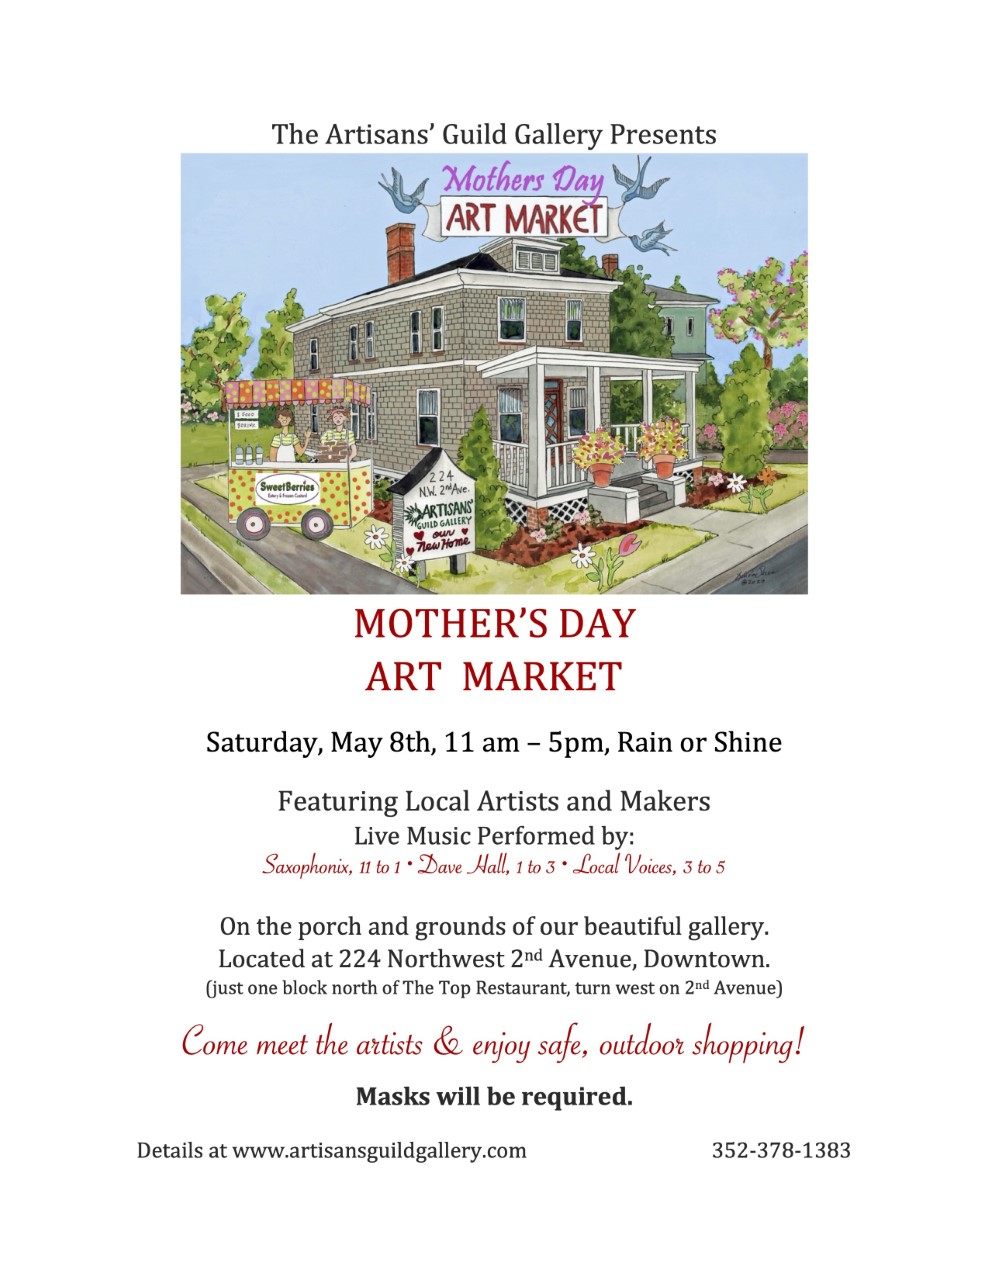 The Artisans’ Guild Gallery Presents
Mothers Day
ART MARKET
SweetBerries
Eatery & Frozen Custard
224
N.W. 2nd Ave.
ARTISANS'
GUILD GALLERY
our
New Home
MOTHER’S DAY
ART MARKET
Saturday, May 8th, 11 am – 5pm, Rain or Shine
Featuring Local Artists and Makers
Live Music Performed by:
Saxophonix, 11 to 1 • Dave Hall, 1 to 3 • Local Voices, 3 to 5
On the porch and grounds of our beautiful gallery.
Located at 224 Northwest 2nd Avenue, Downtown.
(just one block north of The Top Restaurant, turn west on 2nd Avenue)
Come meet the artists & enjoy safe, outdoor shopping!
Masks will be required.
Details at www.artisansguildgallery.com 352-378-1383